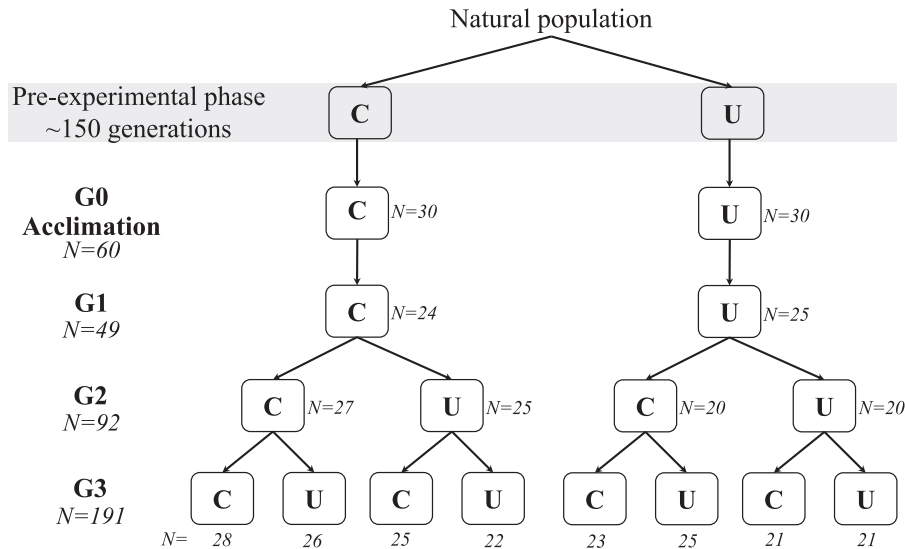 Natural population
Pre-experimental phase
~150 generations
C
U
G0
Acclimation
N=60
C
N=30
U
N=30
G1
N=49
C
N=24
U
N=25
G2
N=92
C
N=27
U
N=25
C
N=20
U
N=20
G3
N=191
C U C U C U C U
N= 28 26 25 22 23 25 21 21